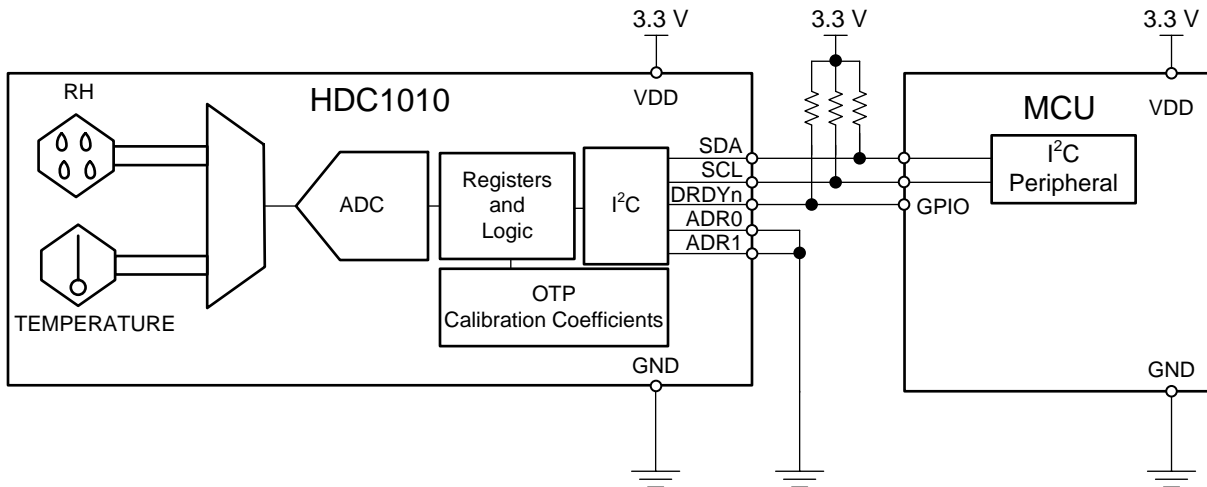 3.3 V
3.3 V
3.3 V
RH
HDC1010
VDD
MCU
VDD
SDA
SCL
DRDYn
ADR0
ADR1
ADC
Registers
and
Logic
I²C
I²C
Peripheral
GPIO
OTP
Calibration Coefficients
TEMPERATURE
GND
GND